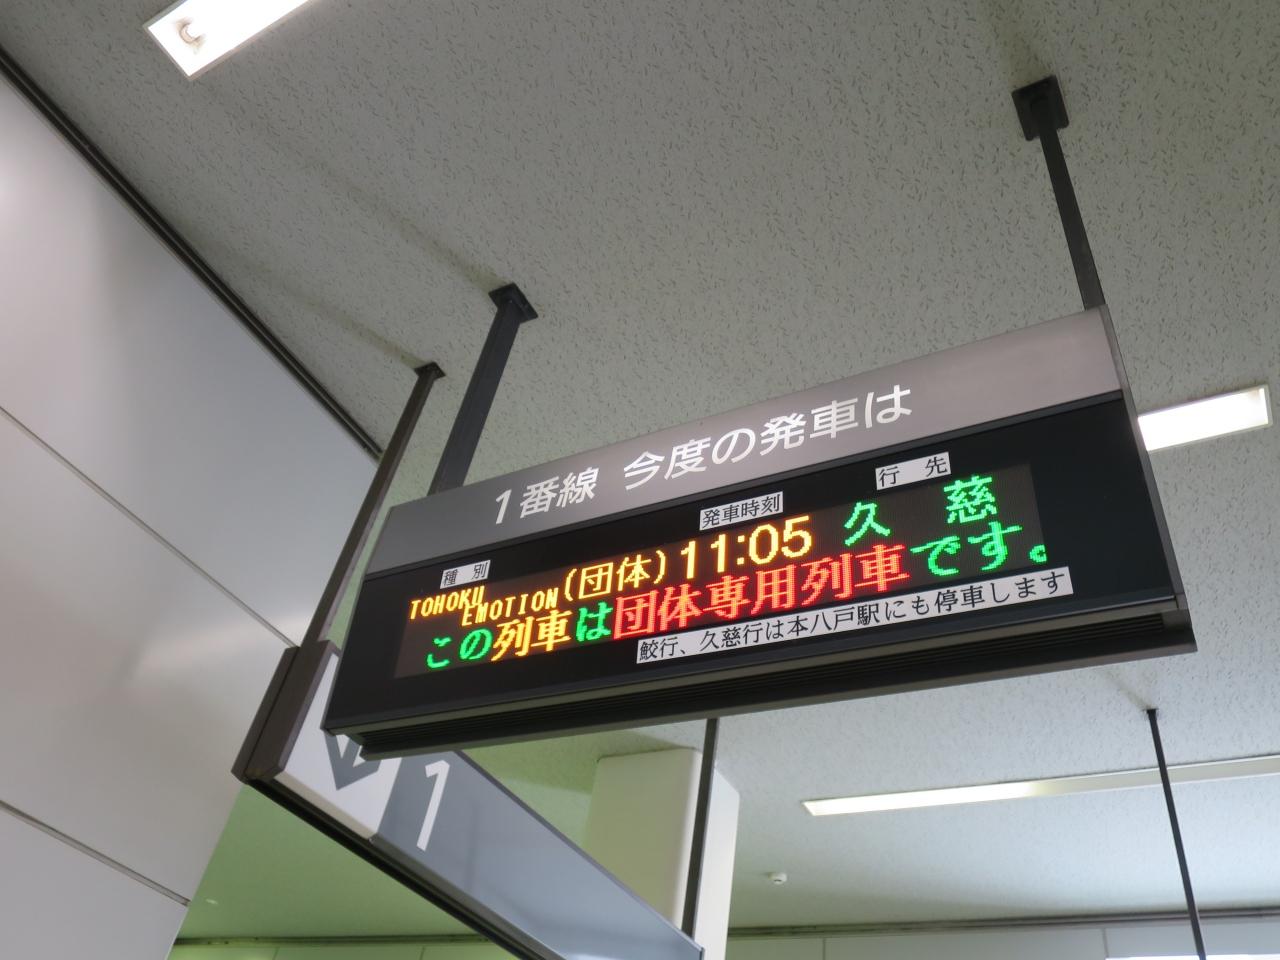 1番線 今度の発車は
種別 発車時刻 行先
TOHOKU EMOTION (団体) 11:05 久慈
この列車は団体専用列車です。
鮫行、久慈行は本八戸駅にも停車します
1